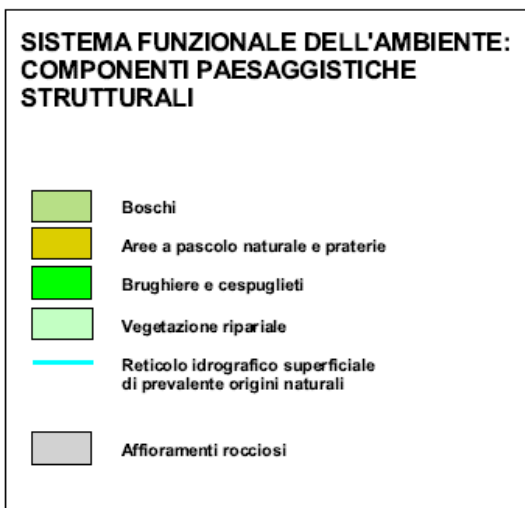 SISTEMA FUNZIONALE DELL'AMBIENTE:
COMPONENTI PAESAGGISTICHE
STRUTTURALI
Boschi
Aree a pascolo naturale e praterie
Brughiere e cespuglieti
Vegetazione ripariale
Reticolo idrografico superficiale
di prevalente origini naturali
Affioramenti rocciosi